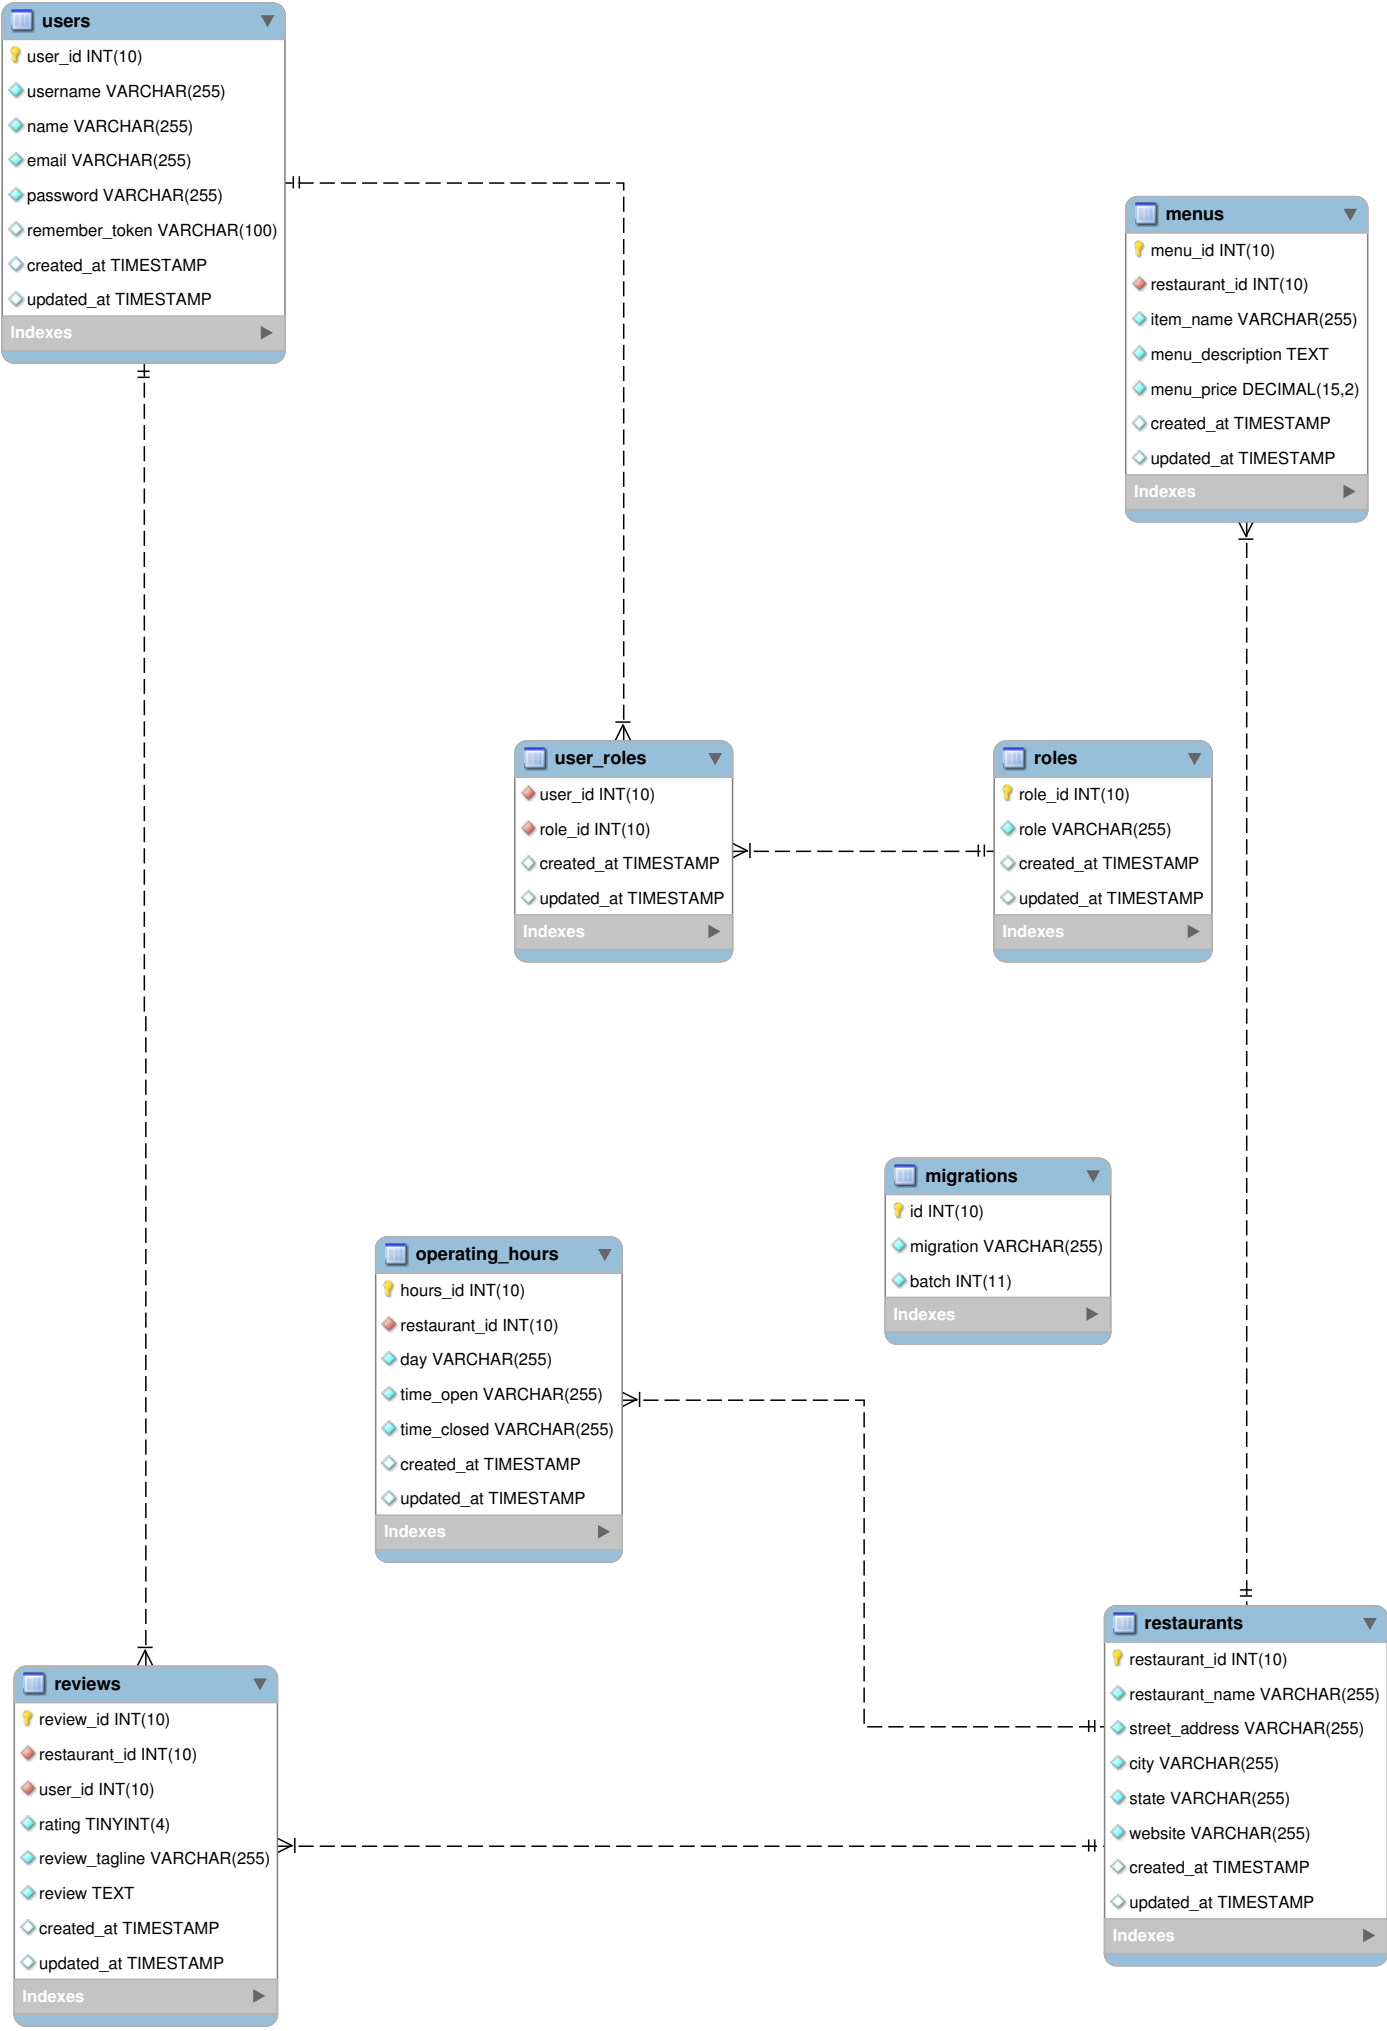 users
user_id INT(10)
username VARCHAR(255)
name VARCHAR(255)
email VARCHAR(255)
password VARCHAR(255)
remember_token VARCHAR(100)
created_at TIMESTAMP
updated_at TIMESTAMP
Indexes
menus
menu_id INT(10)
restaurant_id INT(10)
item_name VARCHAR(255)
menu_description TEXT
menu_price DECIMAL(15,2)
created_at TIMESTAMP
updated_at TIMESTAMP
Indexes
user_roles
user_id INT(10)
role_id INT(10)
created_at TIMESTAMP
updated_at TIMESTAMP
Indexes
roles
role_id INT(10)
role VARCHAR(255)
created_at TIMESTAMP
updated_at TIMESTAMP
Indexes
migrations
id INT(10)
migration VARCHAR(255)
batch INT(11)
Indexes
operating_hours
hours_id INT(10)
restaurant_id INT(10)
day VARCHAR(255)
time_open VARCHAR(255)
time_closed VARCHAR(255)
created_at TIMESTAMP
updated_at TIMESTAMP
Indexes
restaurants
restaurant_id INT(10)
restaurant_name VARCHAR(255)
street_address VARCHAR(255)
city VARCHAR(255)
state VARCHAR(255)
website VARCHAR(255)
created_at TIMESTAMP
updated_at TIMESTAMP
Indexes
reviews
review_id INT(10)
restaurant_id INT(10)
user_id INT(10)
rating TINYINT(4)
review_tagline VARCHAR(255)
review TEXT
created_at TIMESTAMP
updated_at TIMESTAMP
Indexes